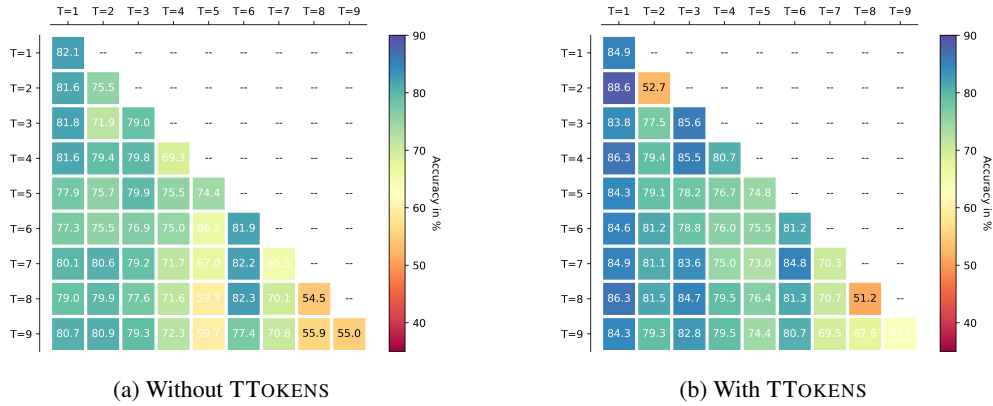 T=1 T=2 T=3 T=4 T=5 T=6 T=7 T=8 T=9
T=1 82.1 -- -- -- -- -- -- -- --
T=2 81.6 75.5 -- -- -- -- -- -- --
T=3 81.8 71.9 79.0 -- -- -- -- -- --
T=4 81.6 79.4 79.8 69.3 -- -- -- -- --
T=5 77.9 75.7 79.9 75.5 74.4 -- -- -- --
T=6 77.3 75.5 76.9 75.0 66.2 81.9 -- -- --
T=7 80.1 80.6 79.2 71.7 67.0 82.2 65.3 -- --
T=8 79.0 79.9 77.6 71.6 59.3 82.3 70.1 54.5 --
T=9 80.7 80.9 79.3 72.3 59.7 77.4 70.8 55.9 55.0
90
80
70
60
50
40
Accuracy in %
(a) Without TTOKENS
T=1 T=2 T=3 T=4 T=5 T=6 T=7 T=8 T=9
T=1 84.9 -- -- -- -- -- -- -- --
T=2 88.6 52.7 -- -- -- -- -- -- --
T=3 83.8 77.5 85.6 -- -- -- -- -- --
T=4 86.3 79.4 85.5 80.7 -- -- -- -- --
T=5 84.3 79.1 78.2 76.7 74.8 -- -- -- --
T=6 84.6 81.2 78.8 76.0 75.5 81.2 -- -- --
T=7 84.9 81.1 83.6 75.0 73.0 84.8 70.3 -- --
T=8 86.3 81.5 84.7 79.5 76.4 81.3 70.7 51.2 --
T=9 84.3 79.3 82.8 79.5 74.4 80.7 69.5 67.6
90
80
70
60
50
40
Accuracy in %
(b) With TTOKENS